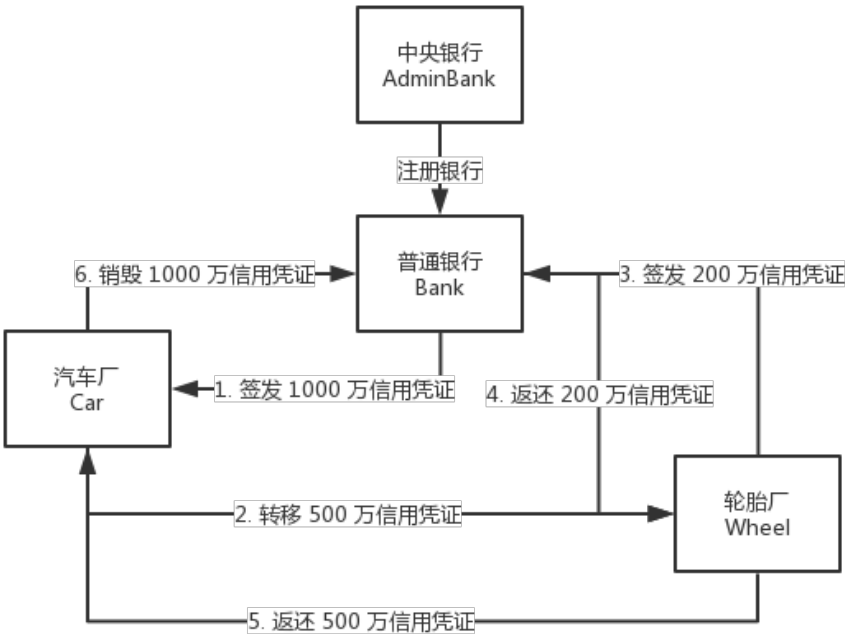 中央银行
AdminBank
注册银行
普通银行
Bank
6. 销毁 1000 万信用凭证
3. 签发 200 万信用凭证
汽车厂
Car
1. 签发 1000 万信用凭证
4. 返还 200 万信用凭证
轮胎厂
Wheel
2. 转移 500 万信用凭证
5. 返还 500 万信用凭证